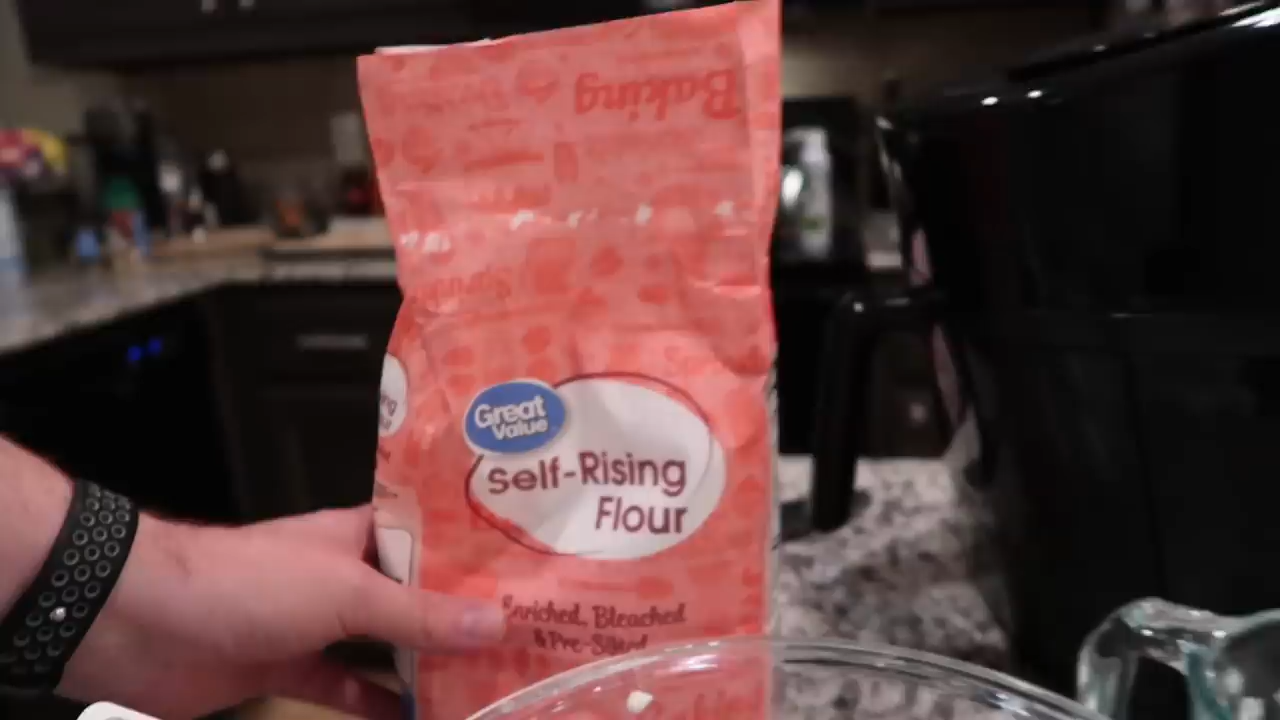 Baking
Great
Value
Self-Rising
Flour
Enriched, Bleached
& Pre-Sifted